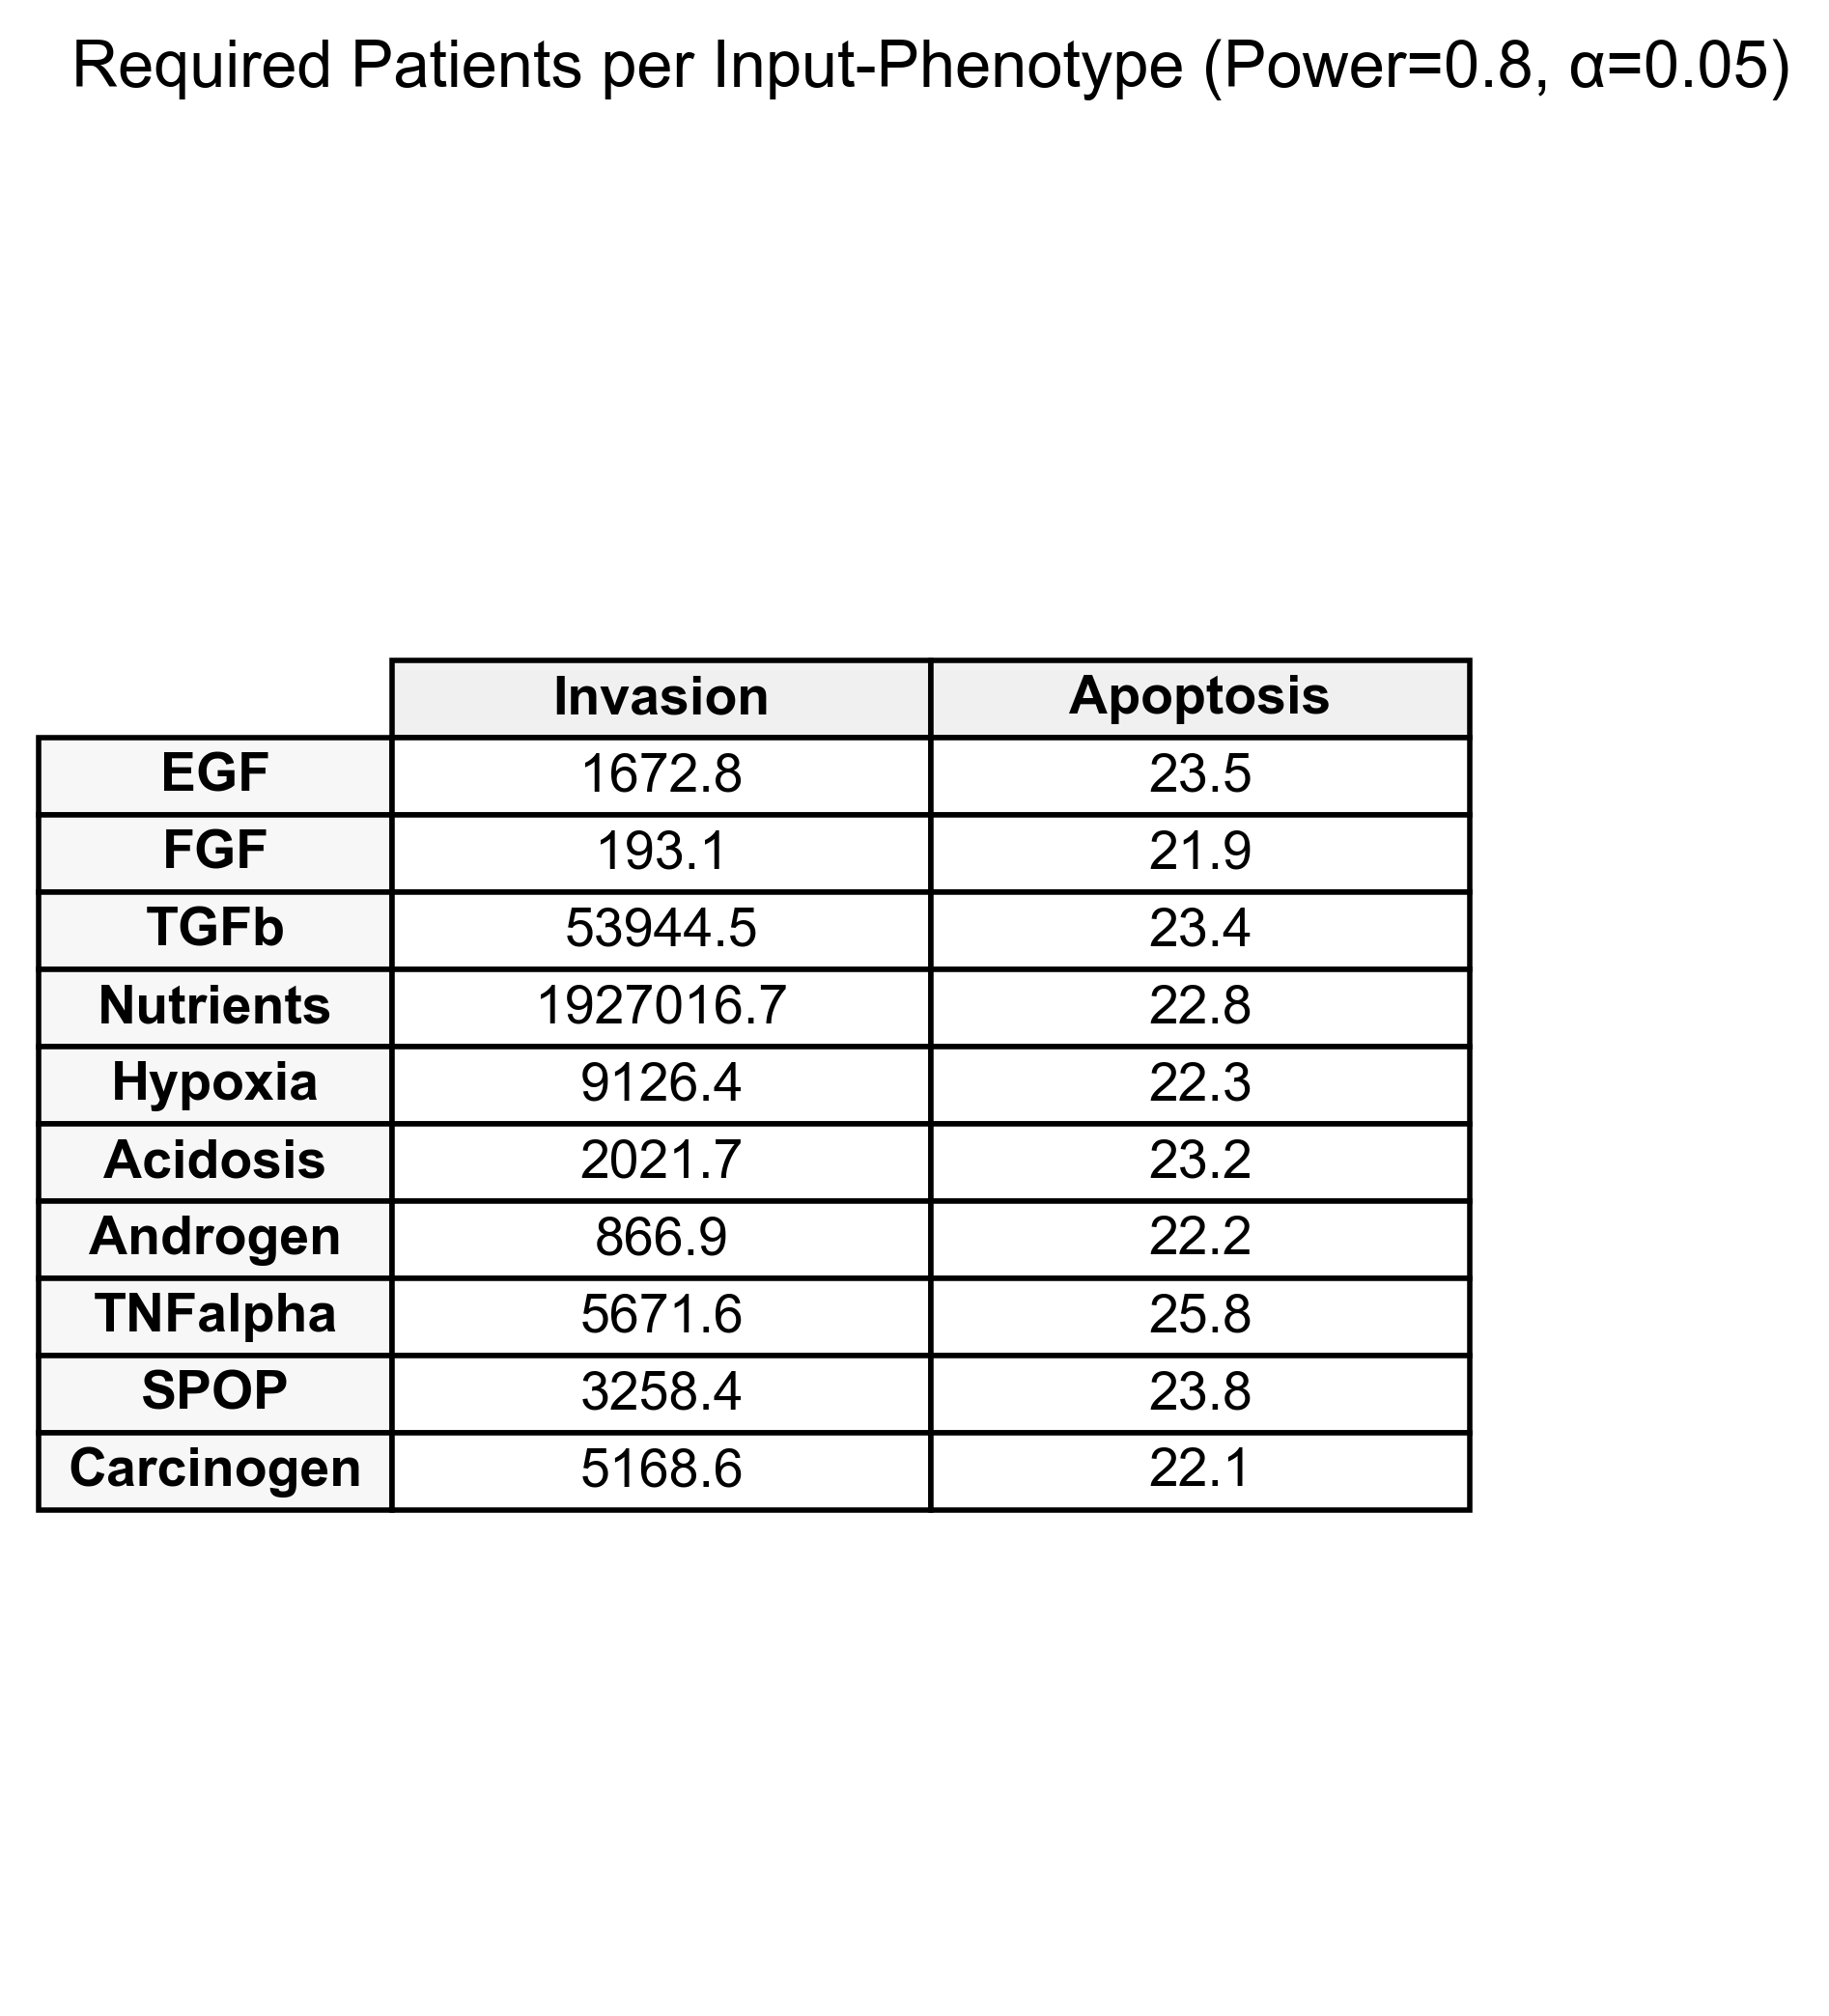 Required Patients per Input-Phenotype (Power=0.8, α=0.05)
Invasion Apoptosis
EGF 1672.8 23.5
FGF 193.1 21.9
TGFb 53944.5 23.4
Nutrients 1927016.7 22.8
Hypoxia 9126.4 22.3
Acidosis 2021.7 23.2
Androgen 866.9 22.2
TNFalpha 5671.6 25.8
SPOP 3258.4 23.8
Carcinogen 5168.6 22.1